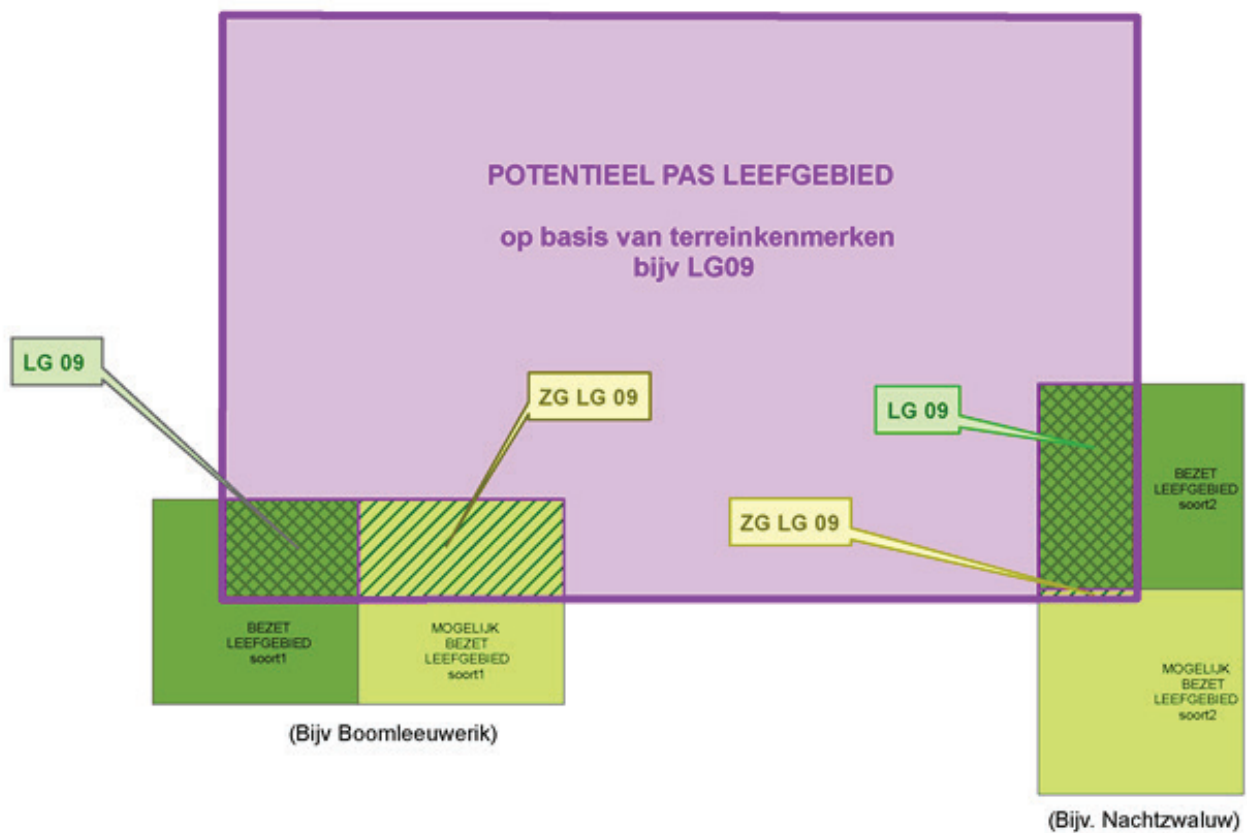 POTENTIEEL PAS LEEFGEBIED
op basis van terreinkenmerken
bijv LG09
LG 09
ZG LG 09
LG 09
ZG LG 09
BEZET
LEEFGEBIED
soort2
BEZET
LEEFGEBIED
soort1
MOGELIJK
BEZET
LEEFGEBIED
soort1
MOGELIJK
BEZET
LEEFGEBIED
soort2
(Bijv Boomleeuwerik)
(Bijv. Nachtzwaluw)